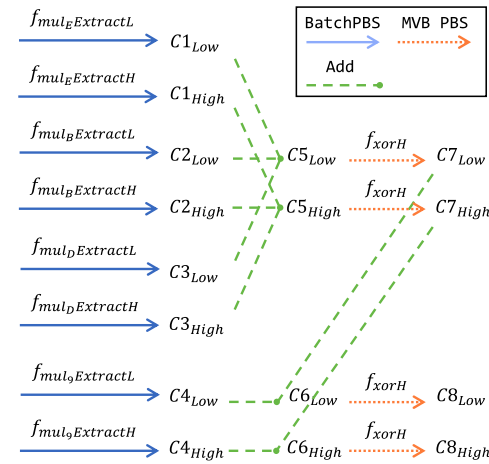 BatchPBS MVB PBS
Add
f_{mul_E ExtractL} C1_{Low}
f_{mul_E ExtractH} C1_{High}
f_{mul_B ExtractL} C2_{Low} C5_{Low} f_{xorH} C7_{Low}
f_{mul_B ExtractH} C2_{High} C5_{High} f_{xorH} C7_{High}
f_{mul_D ExtractL} C3_{Low}
f_{mul_D ExtractH} C3_{High}
f_{mul_9 ExtractL} C4_{Low} C6_{Low} f_{xorH} C8_{Low}
f_{mul_9 ExtractH} C4_{High} C6_{High} f_{xorH} C8_{High}